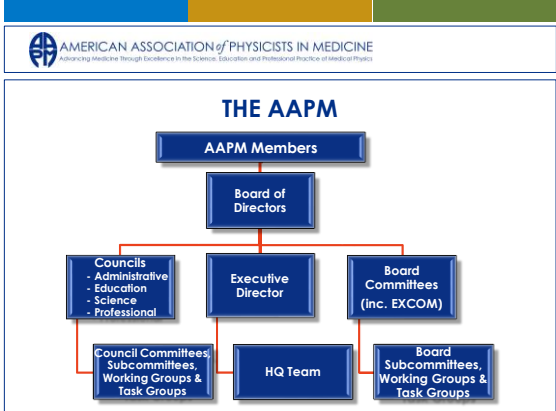 AMERICAN ASSOCIATION of PHYSICISTS IN MEDICINE
Advancing Medicine Through Excellence in the Science, Education and Professional Practice of Medical Physics
THE AAPM
AAPM Members
Board of
Directors
Councils
- Administrative
- Education
- Science
- Professional
Executive
Director
Board
Committees
(inc. EXCOM)
Council Committees,
Subcommittees,
Working Groups &
Task Groups
HQ Team
Board
Subcommittees,
Working Groups &
Task Groups